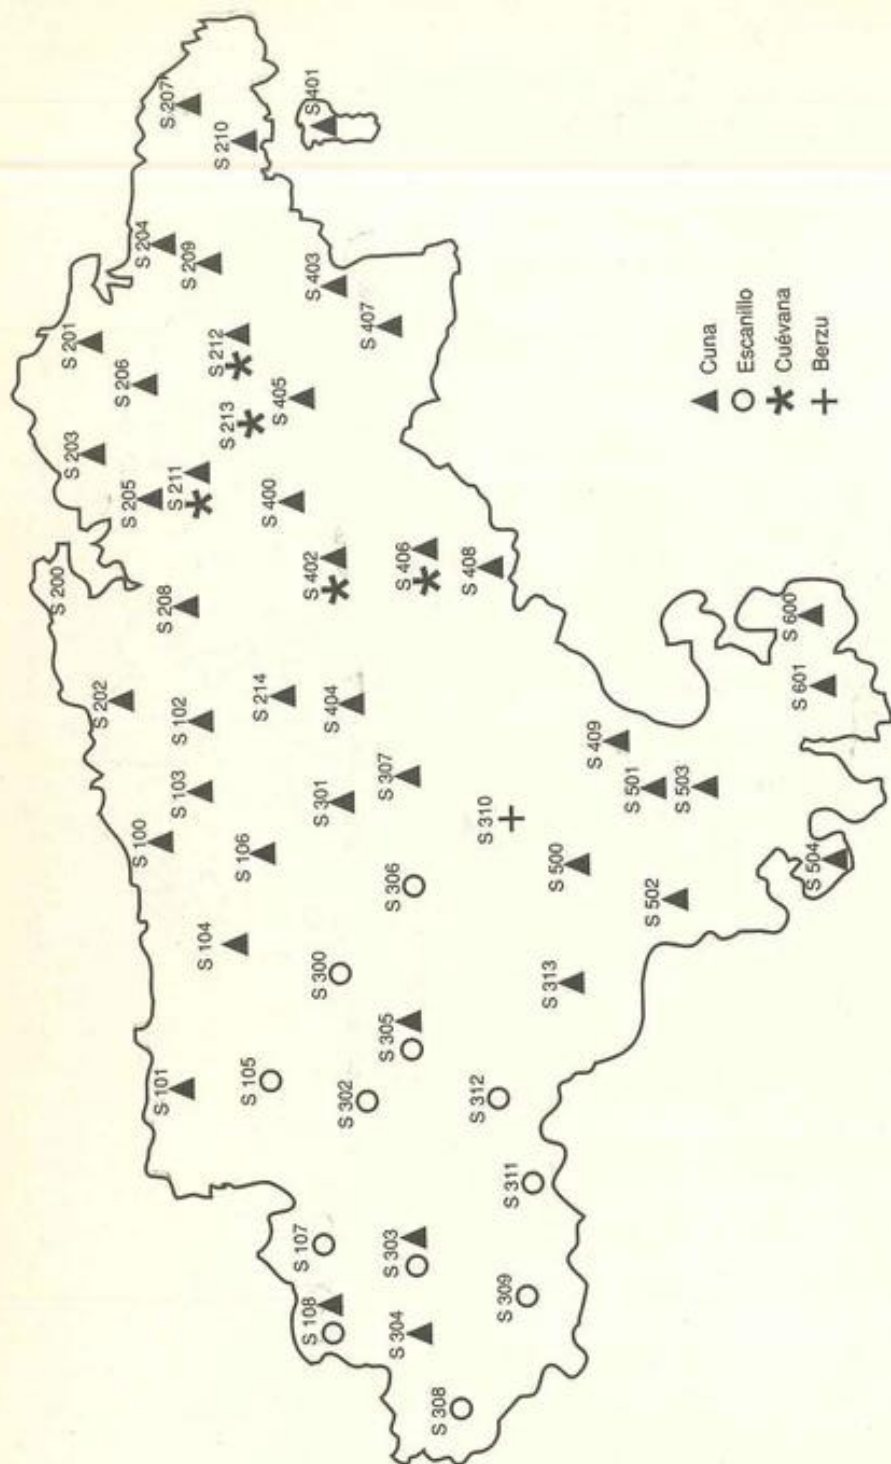 S 207
S 401
S 210
S 204
S 209
S 403
S 201
S 212
S 407
S 206
S 213
S 405
S 203
S 211
S 205
S 400
S 402
S 406
S 408
S 200
S 208
S 600
S 202
S 214
S 601
S 102
S 404
S 409
S 103
S 307
S 501
S 503
S 301
S 100
S 310
S 106
S 306
S 500
S 504
S 502
S 104
S 300
S 313
S 305
S 101
S 105
S 302
S 312
S 311
S 107
S 303
S 108
S 309
S 304
S 308
Cuna
Escanillo
Cuévana
Berzu